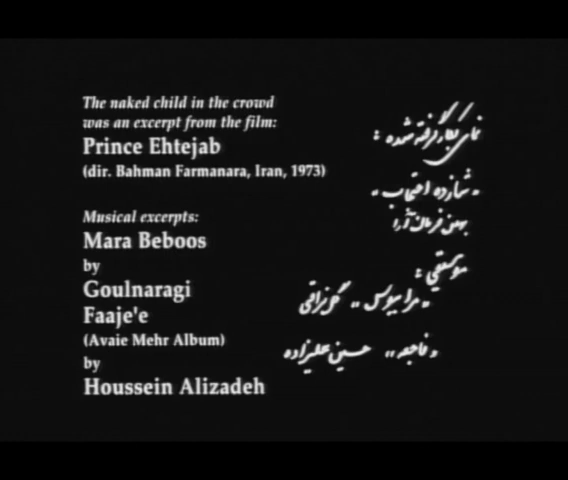 The naked child in the crowd
was an excerpt from the film:
Prince Ehtejab
(dir. Bahman Farmanara, Iran, 1973)
Musical excerpts:
Mara Beboos
by
Goulnaragi
Faaje'e
(Avaie Mehr Album)
by
Houssein Alizadeh
نمای بکار گرفته شده :
«شازده احتجاب»
بهمن فرمان‌آرا
موسیقی :
«مرا ببوس» گلنراقی
«فاجعه» حسین علیزاده